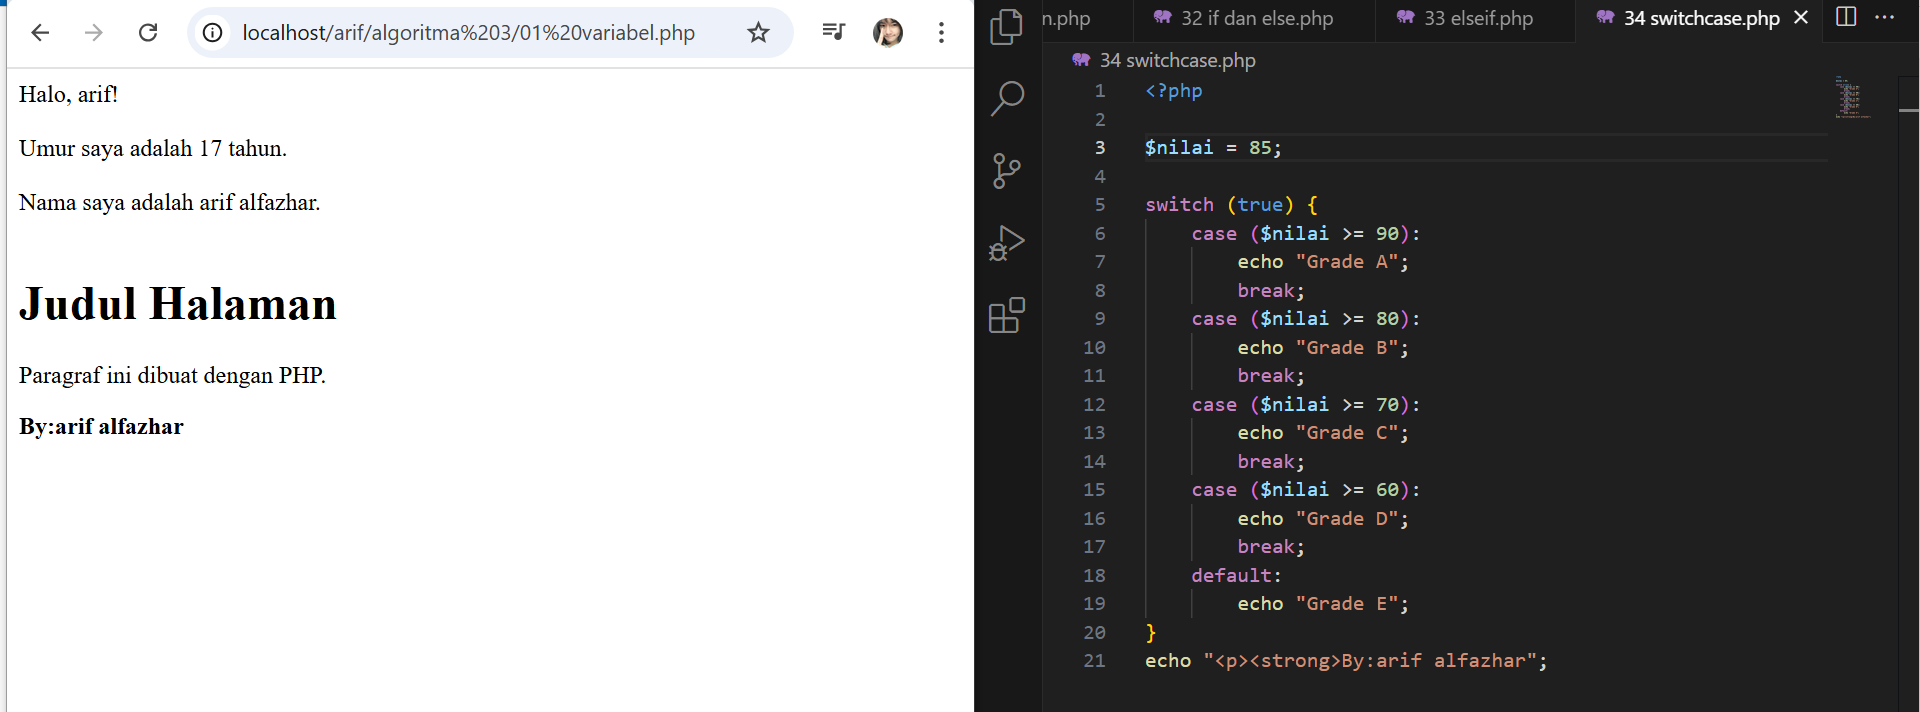 localhost/arif/algoritma%203/01%20variabel.php
Halo, arif!
Umur saya adalah 17 tahun.
Nama saya adalah arif alfazhar.
Judul Halaman
Paragraf ini dibuat dengan PHP.
By:arif alfazhar
n.php
32 if dan else.php
33 elseif.php
34 switchcase.php
34 switchcase.php
1 <?php
2
3 $nilai = 85;
4
5 switch (true) {
6 case ($nilai >= 90):
7 echo "Grade A";
8 break;
9 case ($nilai >= 80):
10 echo "Grade B";
11 break;
12 case ($nilai >= 70):
13 echo "Grade C";
14 break;
15 case ($nilai >= 60):
16 echo "Grade D";
17 break;
18 default:
19 echo "Grade E";
20 }
21 echo "<p><strong>By:arif alfazhar";